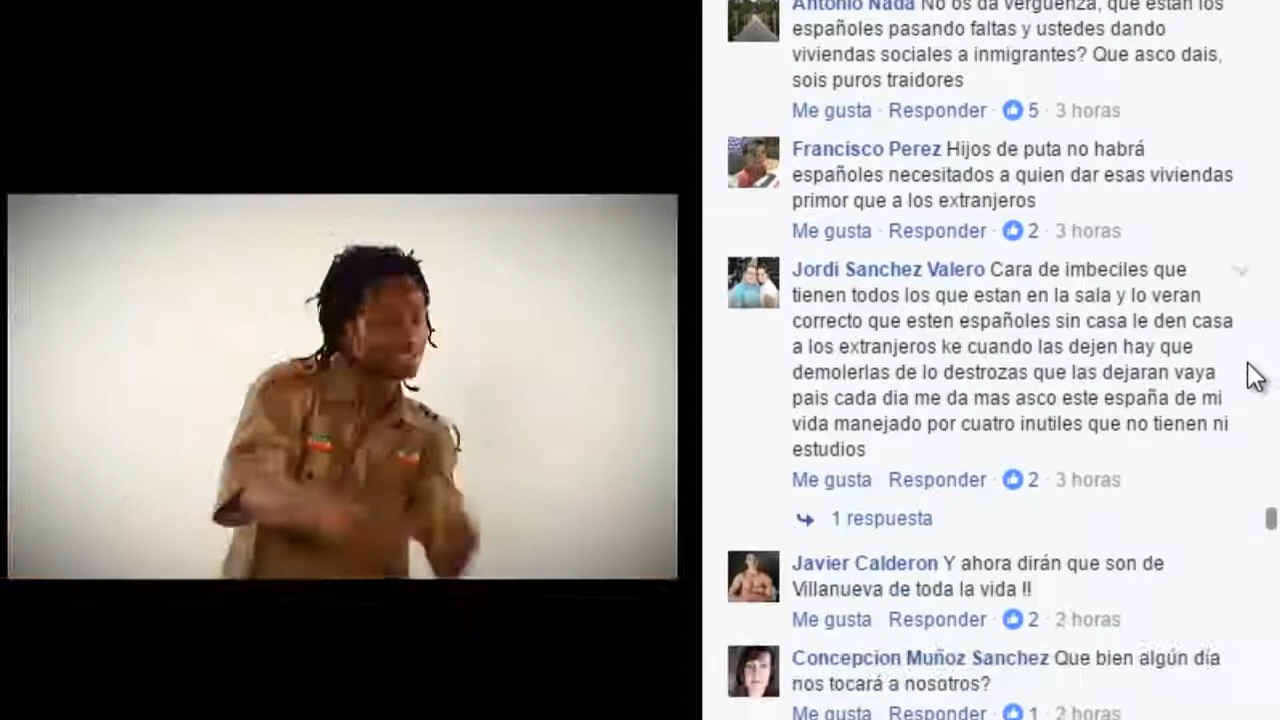 Antonio Nada No os da verguenza, que estan los
españoles pasando faltas y ustedes dando
viviendas sociales a inmigrantes? Que asco dais,
sois puros traidores
Me gusta · Responder · 5 · 3 horas
Francisco Perez Hijos de puta no habrá
españoles necesitados a quien dar esas viviendas
primor que a los extranjeros
Me gusta · Responder · 2 · 3 horas
Jordi Sanchez Valero Cara de imbeciles que
tienen todos los que estan en la sala y lo veran
correcto que esten españoles sin casa le den casa
a los extranjeros ke cuando las dejen hay que
demolerlas de lo destrozas que las dejaran vaya
pais cada dia me da mas asco este españa de mi
vida manejado por cuatro inutiles que no tienen ni
estudios
Me gusta Responder · 2 · 3 horas
1 respuesta
Javier Calderon Y ahora dirán que son de
Villanueva de toda la vida !!
Me gusta Responder · 2 · 2 horas
Concepcion Muñoz Sanchez Que bien algún día
nos tocará a nosotros?
Me gusta Responder · 1 · 2 horas